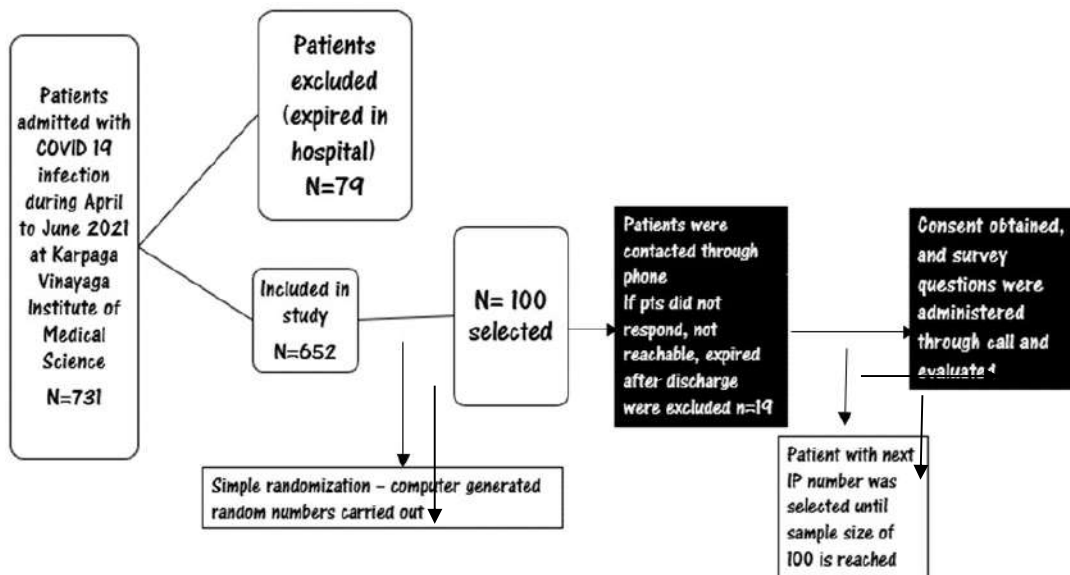 Patients
admitted with
COVID 19
infection
during April
to June 2021
at Karpaga
Vinayaga
Institute of
Medical
Science
N=731
Patients
excluded
(expired in
hospital)
N=79
Included in
study
N=652
N= 100
selected
Patients were
contacted through
phone
If pts did not
respond, not
reachable, expired
after discharge
were excluded n=19
Consent obtained,
and survey
questions were
administered
through call and
evaluated
Simple randomization – computer generated
random numbers carried out
Patient with next
IP number was
selected until
sample size of
100 is reached